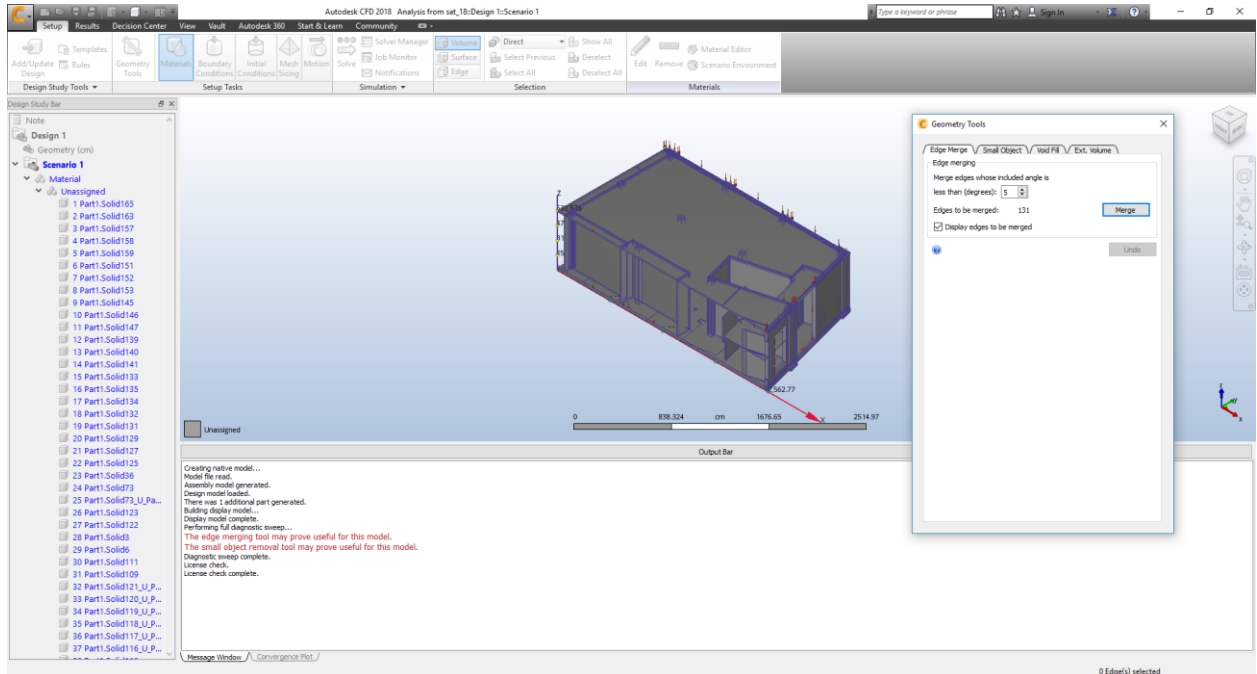 Autodesk CFD 2018 Analysis from sat_18::Design 1::Scenario 1
Type a keyword or phrase
Sign In
Setup Results Decision Center View Vault Autodesk 360 Start & Learn Community
Add/Update Design
Templates
Rules
Geometry Tools
Materials
Boundary Conditions
Initial Conditions
Mesh Sizing
Motion
Solve
Solver Manager
Job Monitor
Notifications
Volume
Surface
Edge
Direct
Select Previous
Select All
Show All
Deselect
Deselect All
Edit
Remove
Material Editor
Scenario Environment
Design Study Tools
Setup Tasks
Simulation
Selection
Materials
Design Study Bar
Note
Design 1
Geometry (cm)
Scenario 1
Material
Unassigned
1 Part1.Solid165
2 Part1.Solid163
3 Part1.Solid157
4 Part1.Solid158
5 Part1.Solid159
6 Part1.Solid151
7 Part1.Solid152
8 Part1.Solid153
9 Part1.Solid145
10 Part1.Solid146
11 Part1.Solid147
12 Part1.Solid139
13 Part1.Solid140
14 Part1.Solid141
15 Part1.Solid133
16 Part1.Solid135
17 Part1.Solid134
18 Part1.Solid132
19 Part1.Solid131
20 Part1.Solid129
21 Part1.Solid127
22 Part1.Solid125
23 Part1.Solid36
24 Part1.Solid73
25 Part1.Solid73_U_Pa...
26 Part1.Solid123
27 Part1.Solid122
28 Part1.Solid3
29 Part1.Solid6
30 Part1.Solid111
31 Part1.Solid109
32 Part1.Solid121_U_P...
33 Part1.Solid120_U_P...
34 Part1.Solid119_U_P...
35 Part1.Solid118_U_P...
36 Part1.Solid117_U_P...
37 Part1.Solid116_U_P...
Z
562.77
X
0 838.324 cm 1676.65 2514.97
Unassigned
Z
X
Geometry Tools
Edge Merge Small Object Void Fill Ext. Volume
Edge merging
Merge edges whose included angle is
less than (degrees): 5
Edges to be merged: 131
Merge
Display edges to be merged
Undo
Output Bar
Creating native model...
Model file read.
Assembly model generated.
Design model loaded.
There was 1 additional part generated.
Building display model...
Display model complete.
Performing full diagnostic sweep...
The edge merging tool may prove useful for this model.
The small object removal tool may prove useful for this model.
Diagnostic sweep complete.
License check.
License check complete.
Message Window Convergence Plot
0 Edge(s) selected